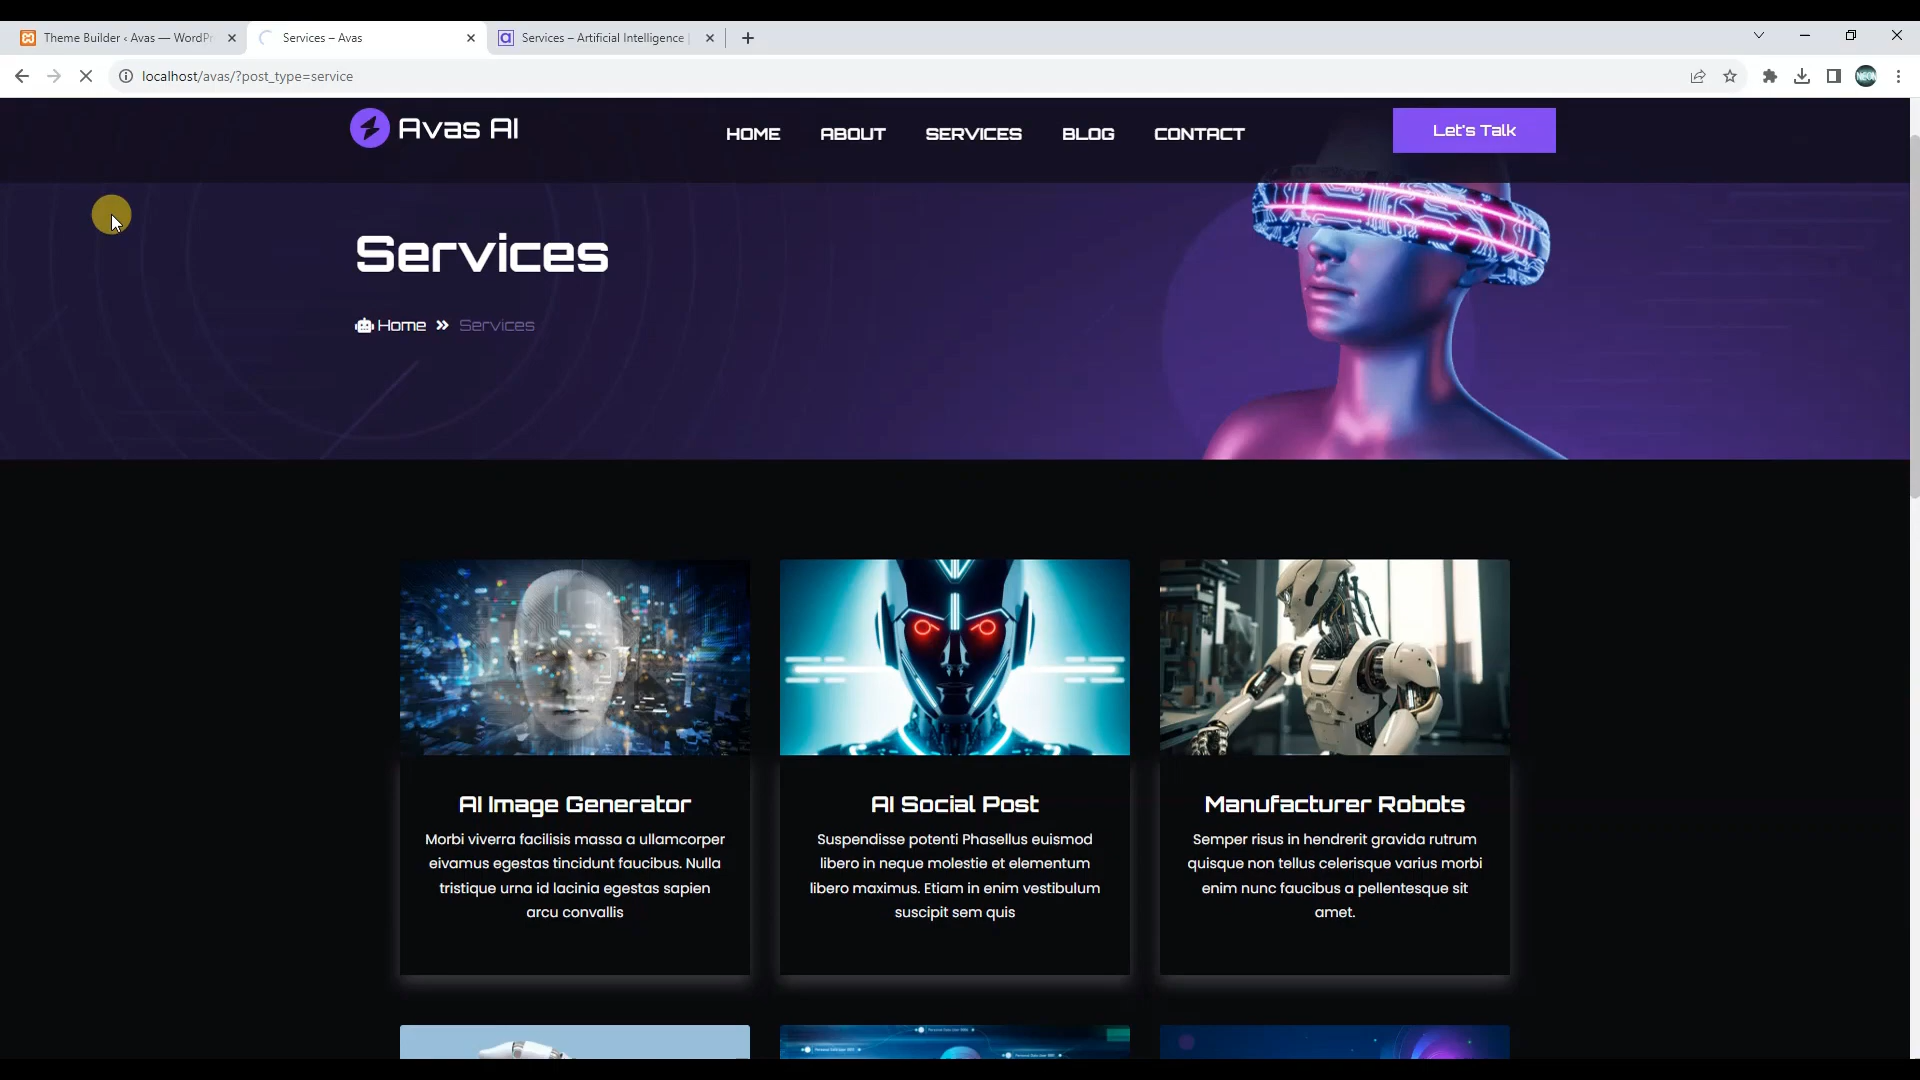 Theme Builder ‹ Avas — WordPr
Services – Avas
Services – Artificial Intelligence |
localhost/avas/?post_type=service
Avas AI
HOME
ABOUT
SERVICES
BLOG
CONTACT
Let's Talk
Services
Home » Services
AI Image Generator
Morbi viverra facilisis massa a ullamcorper
eivamus egestas tincidunt faucibus. Nulla
tristique urna id lacinia egestas sapien
arcu convallis
AI Social Post
Suspendisse potenti Phasellus euismod
libero in neque molestie et elementum
libero maximus. Etiam in enim vestibulum
suscipit sem quis
Manufacturer Robots
Semper risus in hendrerit gravida rutrum
quisque non tellus celerisque varius morbi
enim nunc faucibus a pellentesque sit
amet.